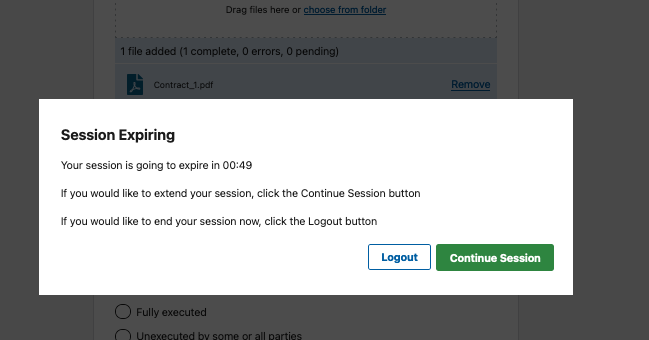 Drag files here or choose from folder
1 file added (1 complete, 0 errors, 0 pending)
Contract_1.pdf
Remove
Session Expiring
Your session is going to expire in 00:49
If you would like to extend your session, click the Continue Session button
If you would like to end your session now, click the Logout button
Logout
Continue Session
Fully executed
Unexecuted by some or all parties